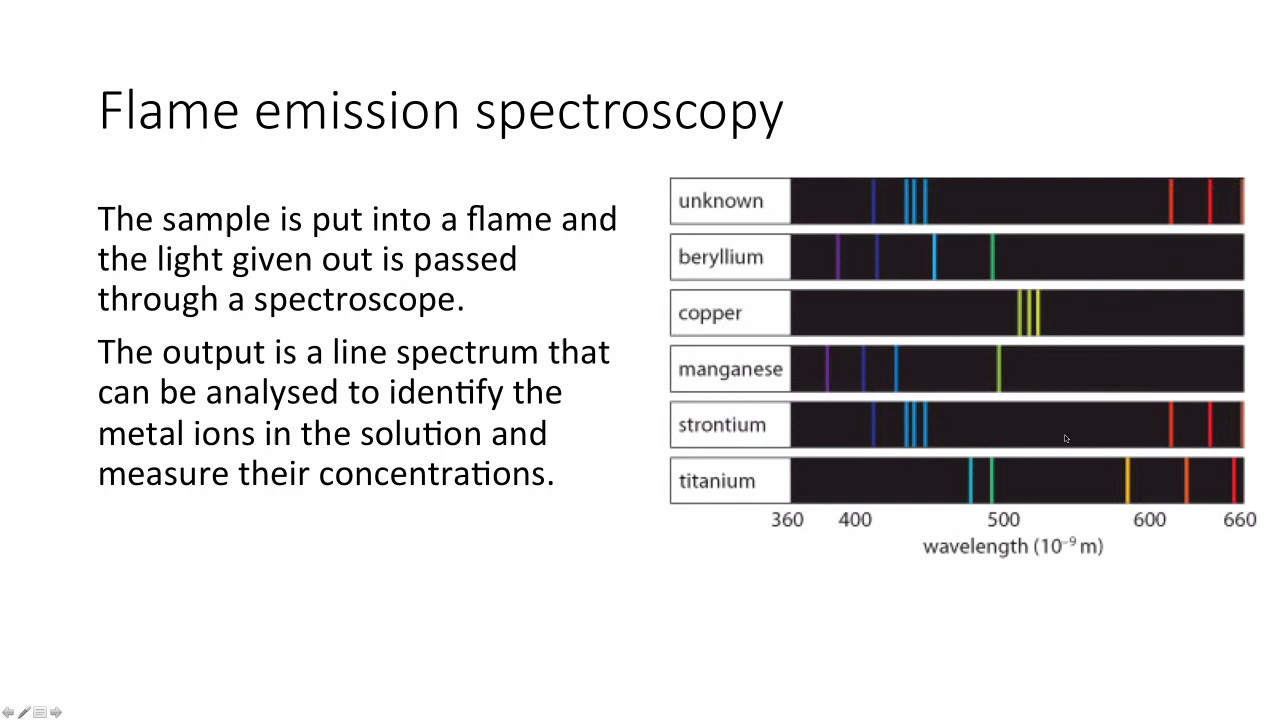 Flame emission spectroscopy
The sample is put into a flame and
the light given out is passed
through a spectroscope.
The output is a line spectrum that
can be analysed to identify the
metal ions in the solution and
measure their concentrations.
unknown
beryllium
copper
manganese
strontium
titanium
360 400 500 600 660
wavelength (10⁻⁹ m)